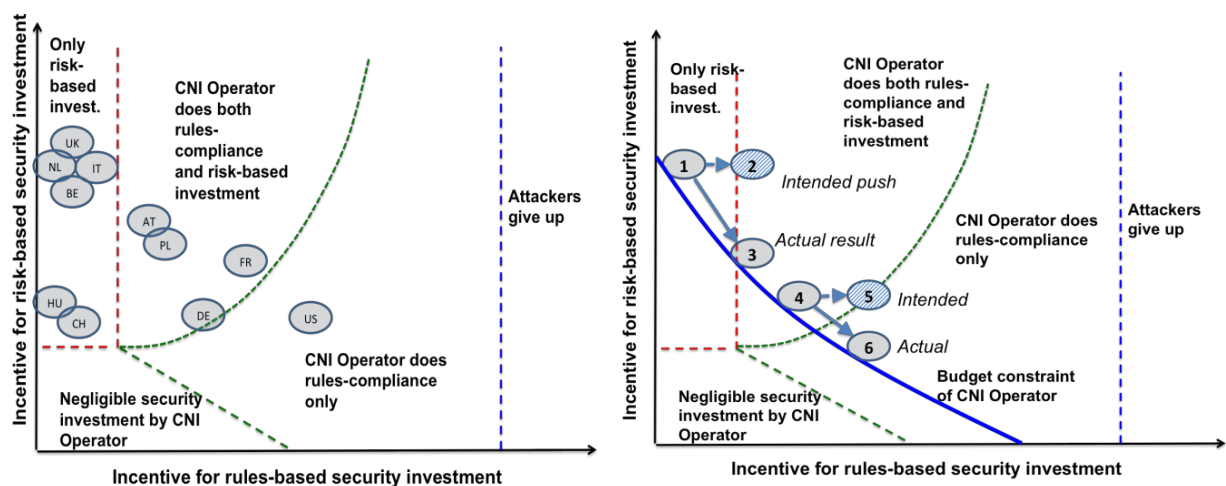 Incentive for risk-based security investment
Only
risk-
based
invest.
CNI Operator
does both
rules-
compliance
and risk-based
investment
UK
NL
IT
BE
AT
PL
FR
HU
CH
DE
US
Attackers
give up
CNI Operator does
rules-compliance
only
Negligible security
investment by CNI
Operator
Incentive for rules-based security investment
Incentive for risk-based security investment
Only risk-
based
invest.
CNI Operator
does both rules-
compliance and
risk-based
investment
1
2
Intended push
Actual result
3
CNI Operator does
rules-compliance
only
Attackers
give up
4
5
Intended
6
Actual
Budget constraint
of CNI Operator
Negligible security
investment by CNI
Operator
Incentive for rules-based security investment